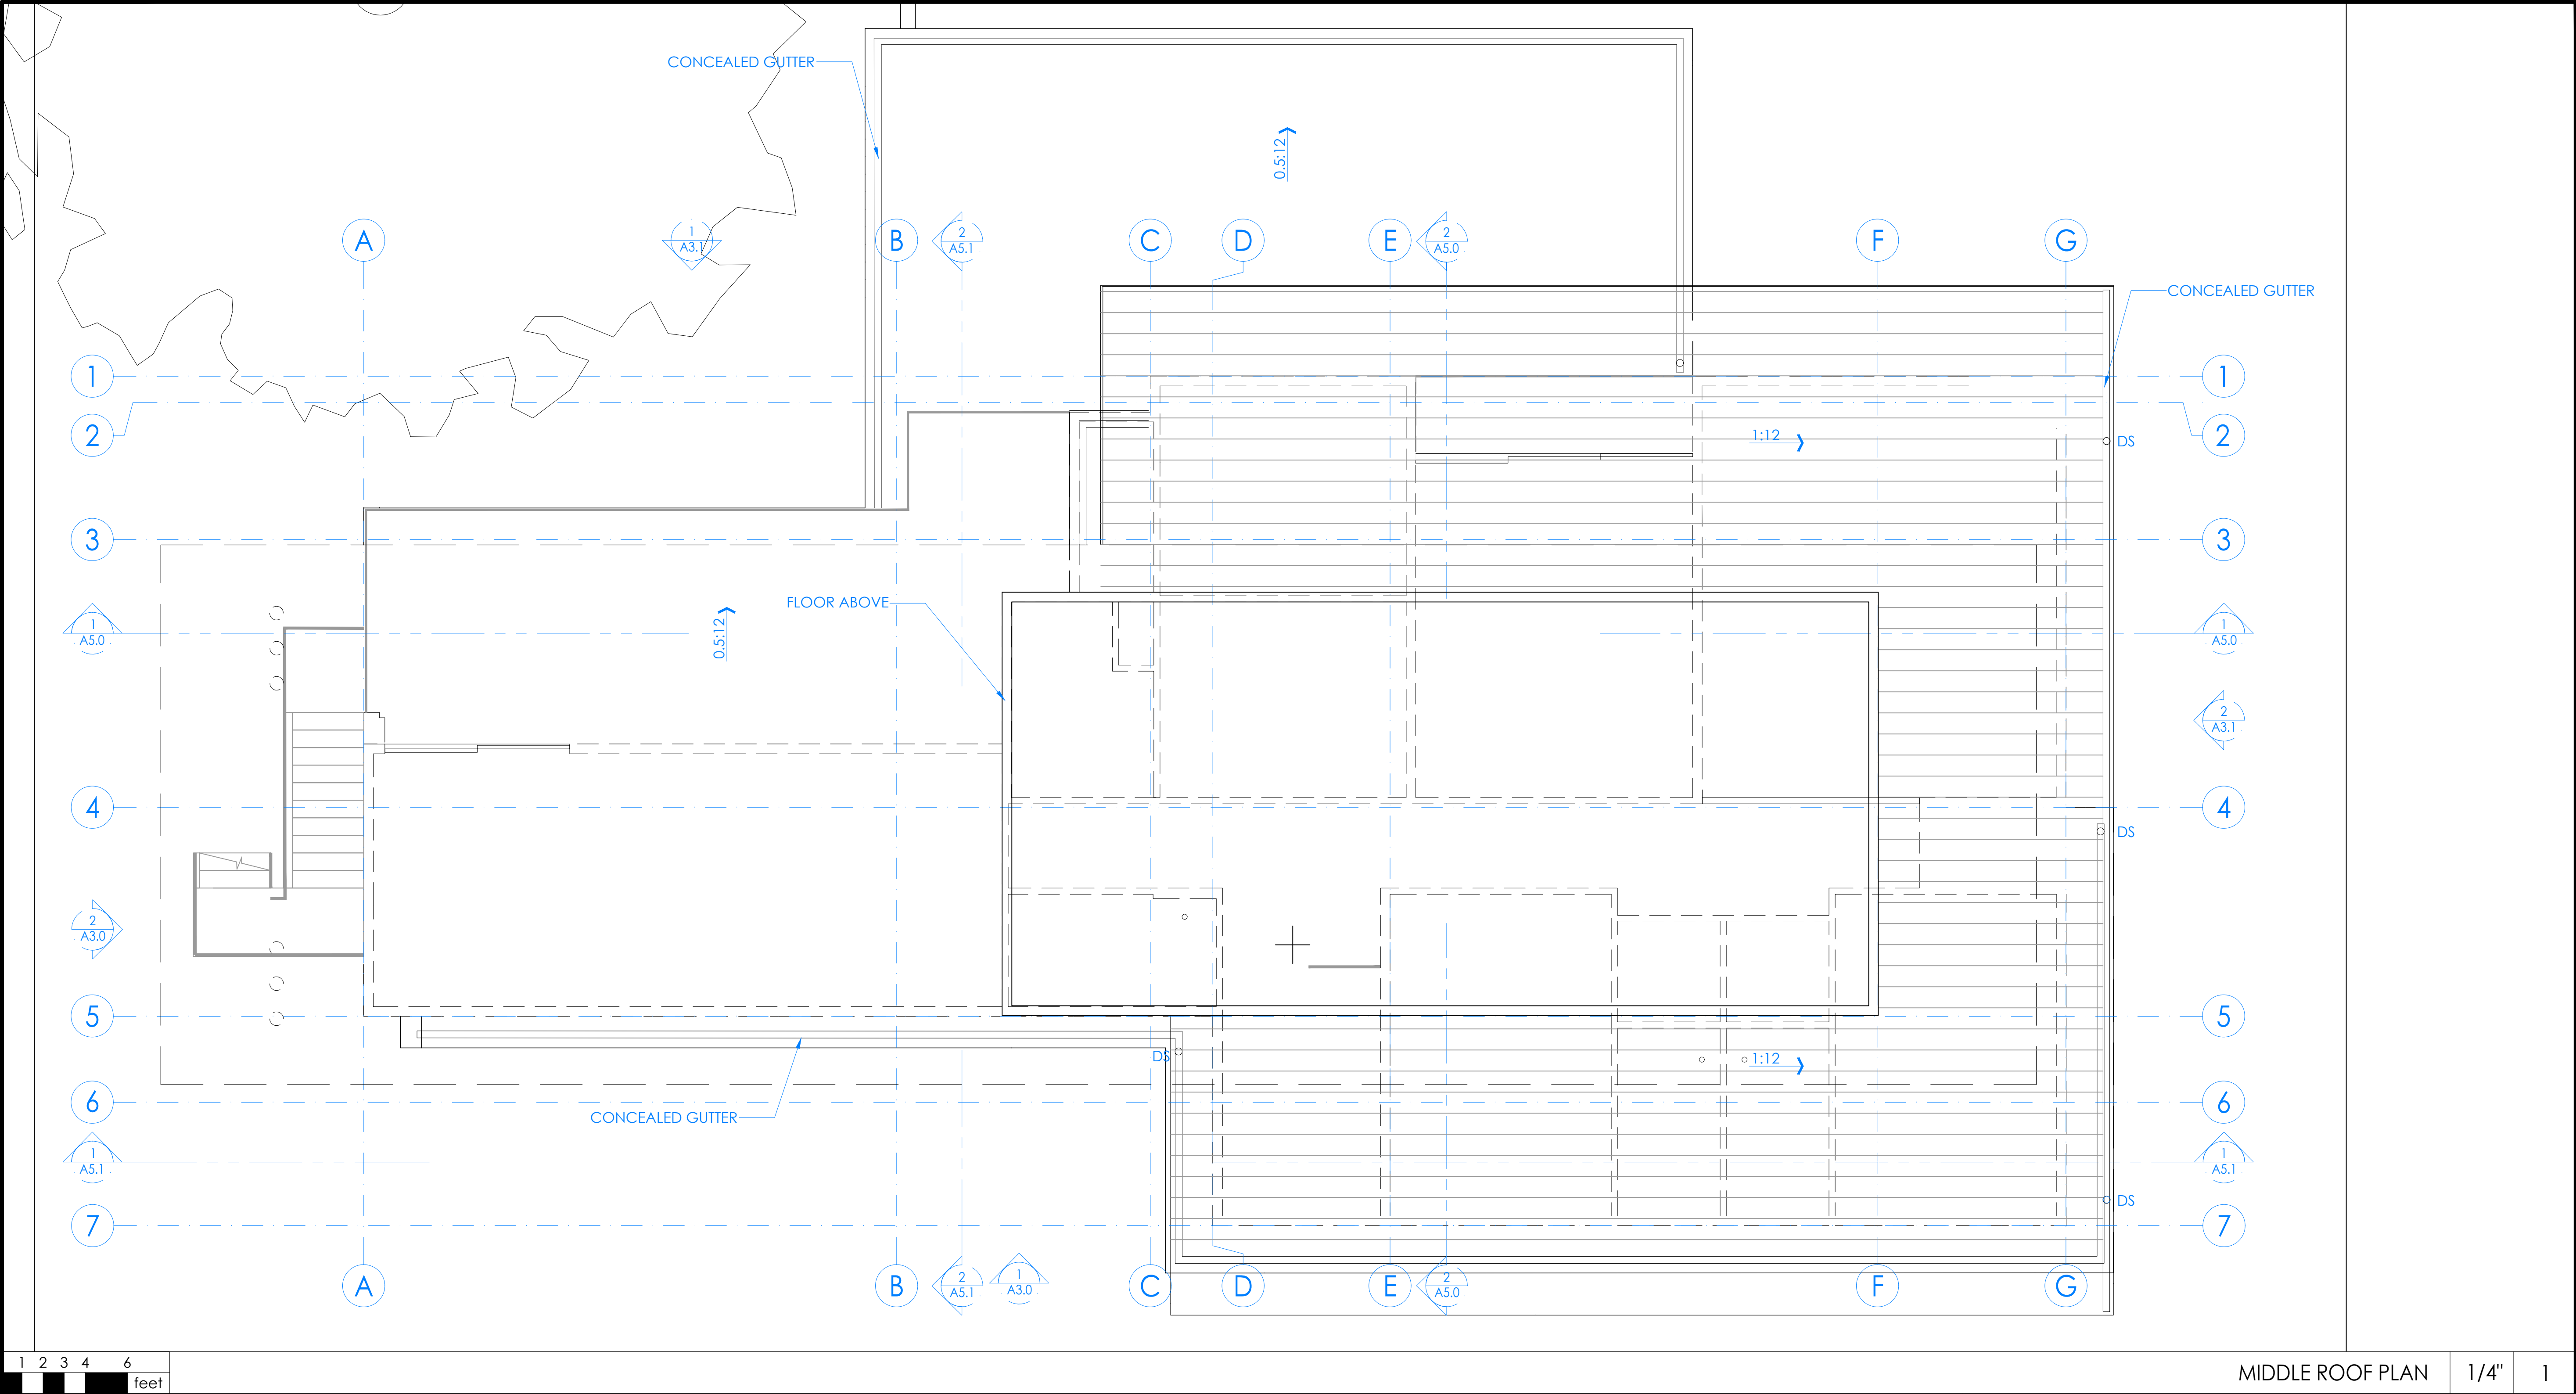 CONCEALED GUTTER
0.5:12
A
1
A3.1
B
2
A5.1
C
D
E
2
A5.0
F
G
CONCEALED GUTTER
1
1
2
1:12
DS
2
3
3
FLOOR ABOVE
0.5:12
1
A5.0
1
A5.0
2
A3.1
4
DS
4
2
A3.0
5
5
DS
1:12
6
CONCEALED GUTTER
6
1
A5.1
1
A5.1
DS
7
7
A
B
2
A5.1
1
A3.0
C
D
E
2
A5.0
F
G
1 2 3 4 6
feet
MIDDLE ROOF PLAN 1/4" 1